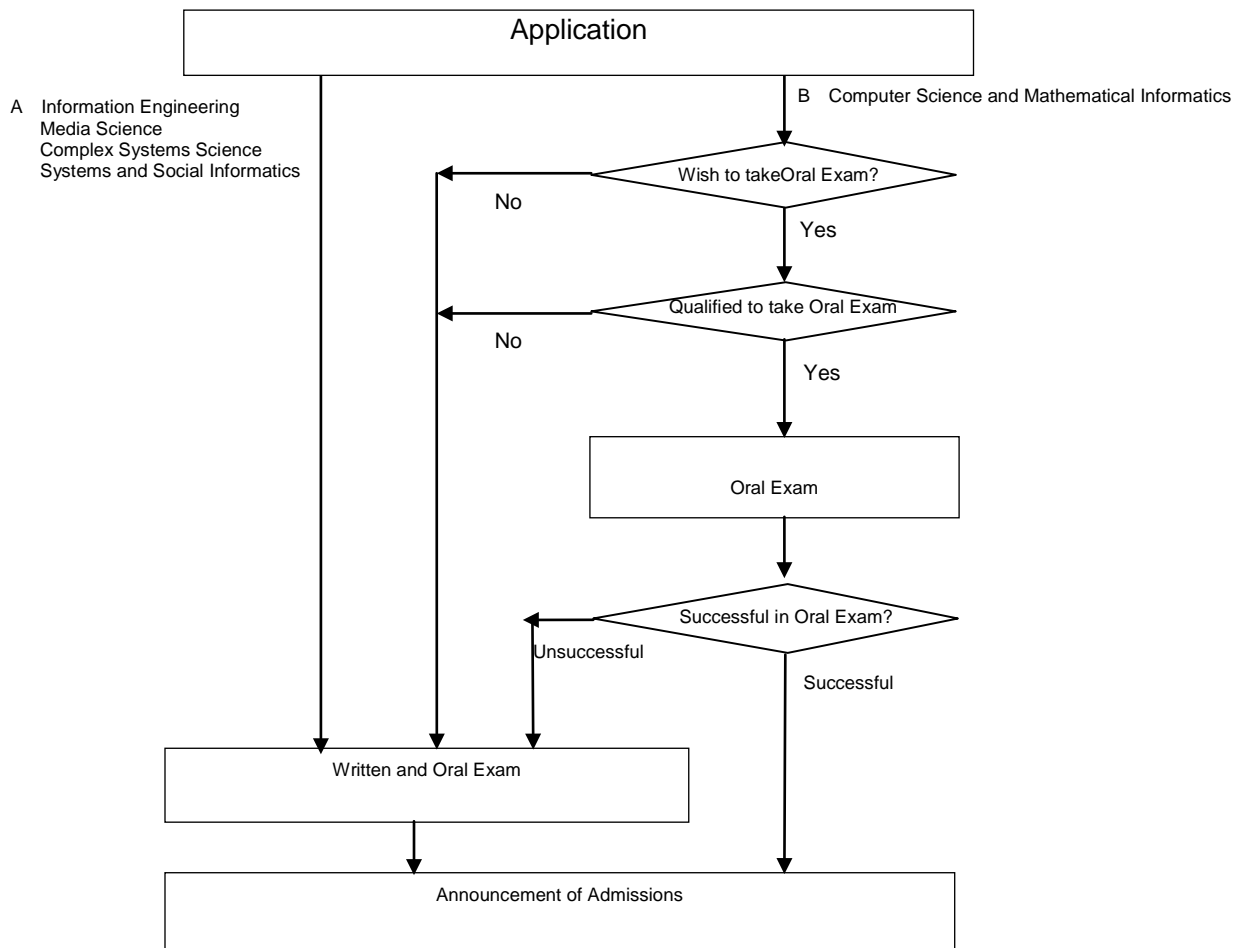 Application
A Information Engineering
Media Science
Complex Systems Science
Systems and Social Informatics
B Computer Science and Mathematical Informatics
Wish to takeOral Exam?
No
Yes
Qualified to take Oral Exam
No
Yes
Oral Exam
Successful in Oral Exam?
Unsuccessful
Successful
Written and Oral Exam
Announcement of Admissions